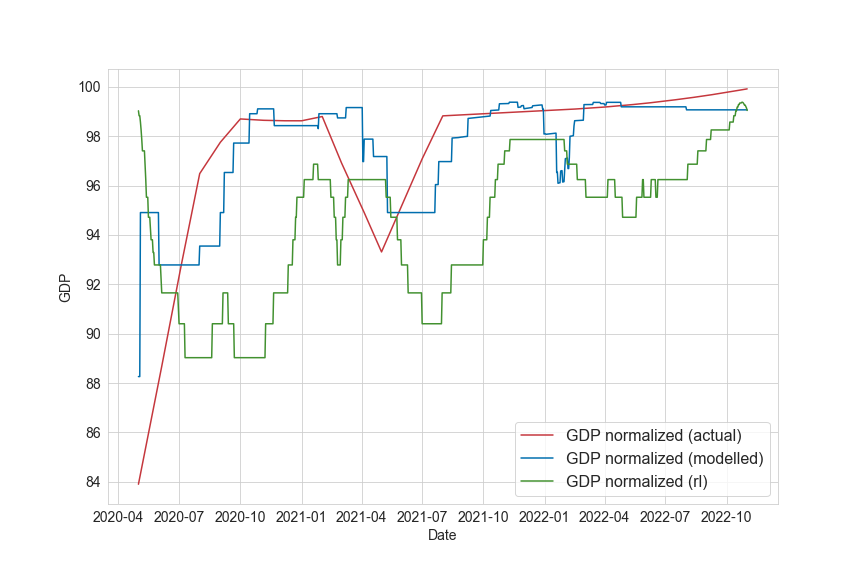 100
98
96
94
92
90
88
86
84
GDP
GDP normalized (actual)
GDP normalized (modelled)
GDP normalized (rl)
2020-04 2020-07 2020-10 2021-01 2021-04 2021-07 2021-10 2022-01 2022-04 2022-07 2022-10
Date